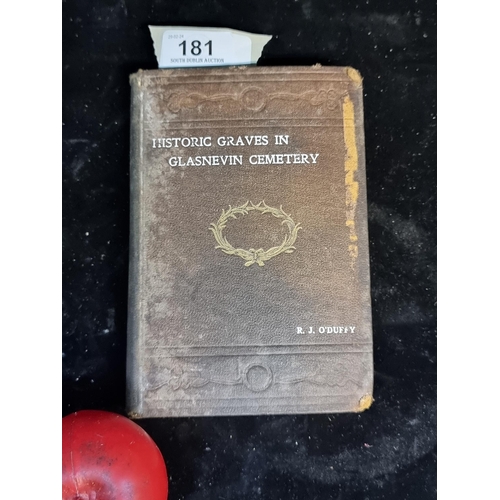 181
SOUTH DUBLIN AUCTION
HISTORIC GRAVES IN
GLASNEVIN CEMETERY
R. J. O'DUFFY